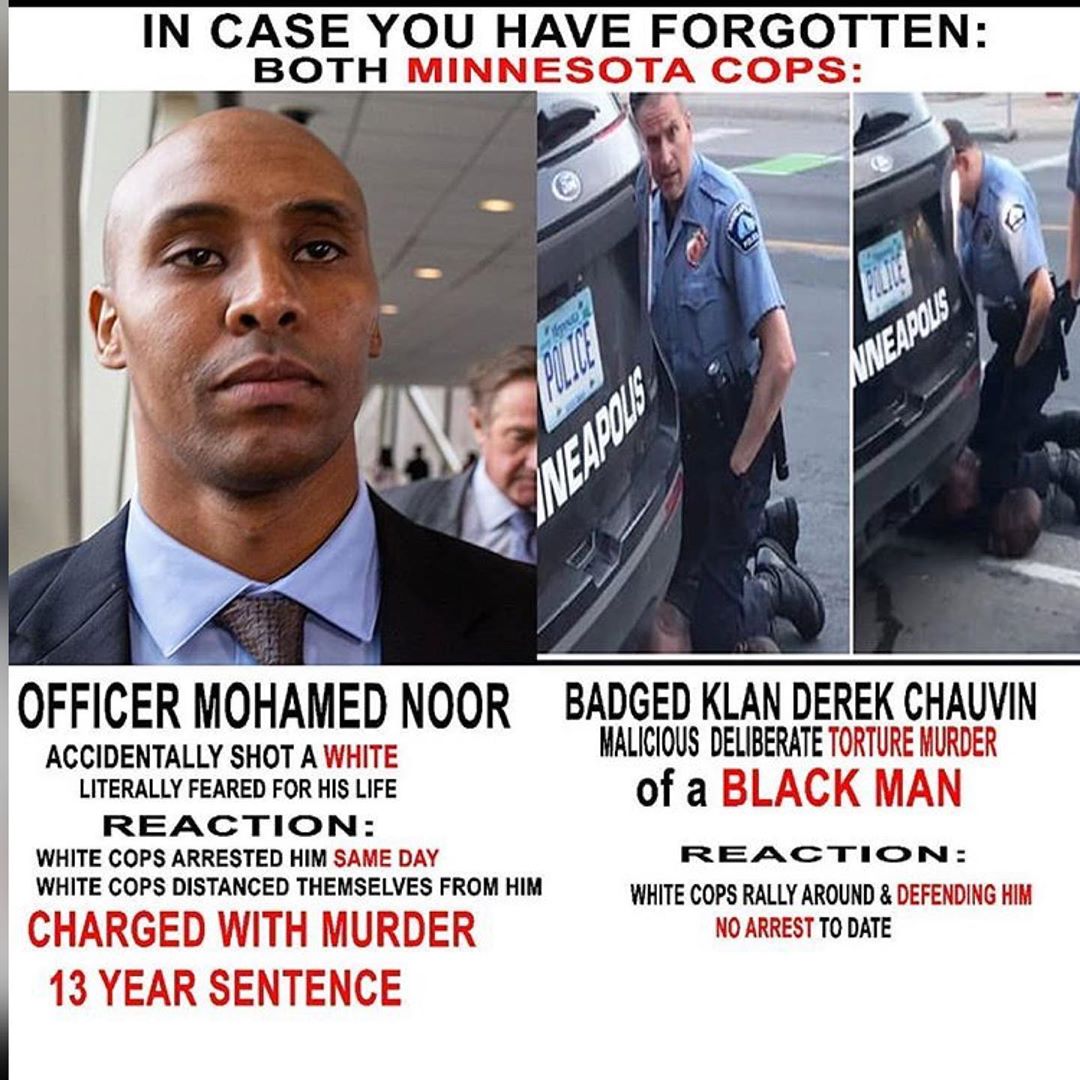 IN CASE YOU HAVE FORGOTTEN:
BOTH MINNESOTA COPS:
POLICE
NNEAPOLIS
POLICE
NNEAPOLIS
OFFICER MOHAMED NOOR
ACCIDENTALLY SHOT A WHITE
LITERALLY FEARED FOR HIS LIFE
REACTION:
WHITE COPS ARRESTED HIM SAME DAY
WHITE COPS DISTANCED THEMSELVES FROM HIM
CHARGED WITH MURDER
13 YEAR SENTENCE
BADGED KLAN DEREK CHAUVIN
MALICIOUS DELIBERATE TORTURE MURDER
of a BLACK MAN
REACTION:
WHITE COPS RALLY AROUND & DEFENDING HIM
NO ARREST TO DATE